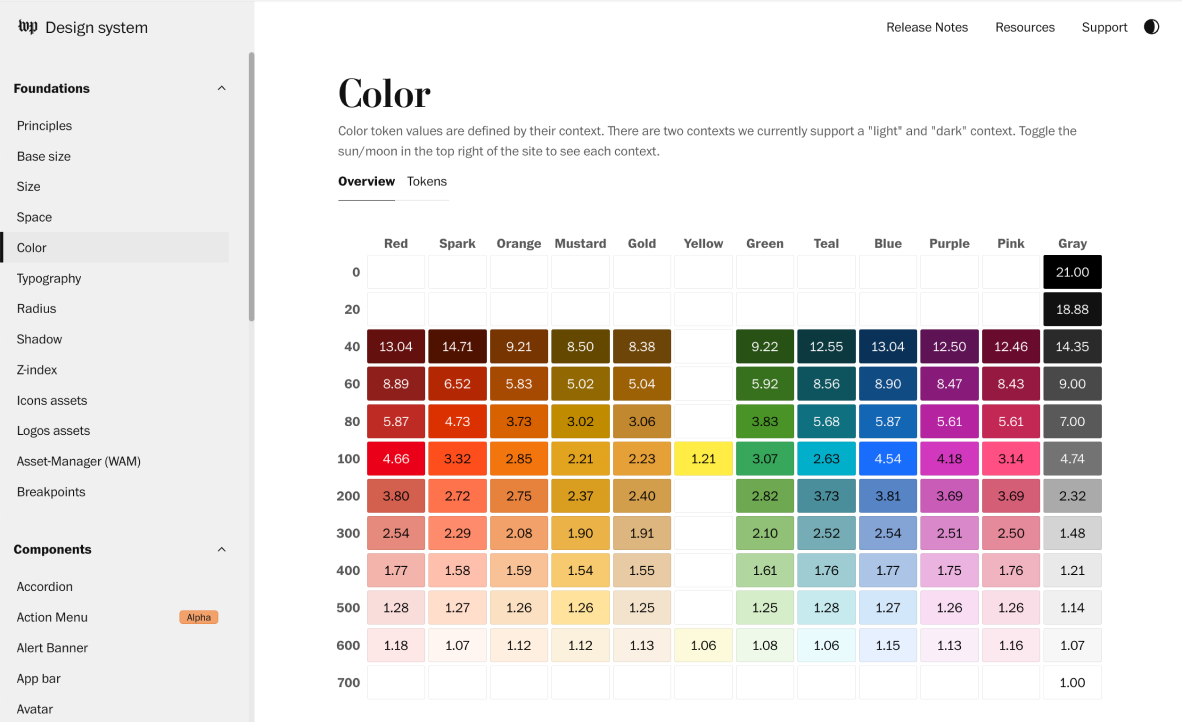 wp Design system
Release Notes Resources Support
Foundations
Principles
Base size
Size
Space
Color
Typography
Radius
Shadow
Z-index
Icons assets
Logos assets
Asset-Manager (WAM)
Breakpoints
Components
Accordion
Action Menu Alpha
Alert Banner
App bar
Avatar
Color
Color token values are defined by their context. There are two contexts we currently support a "light" and "dark" context. Toggle the
sun/moon in the top right of the site to see each context.
Overview Tokens
Red Spark Orange Mustard Gold Yellow Green Teal Blue Purple Pink Gray
0 21.00
20 18.88
40 13.04 14.71 9.21 8.50 8.38 9.22 12.55 13.04 12.50 12.46 14.35
60 8.89 6.52 5.83 5.02 5.04 5.92 8.56 8.90 8.47 8.43 9.00
80 5.87 4.73 3.73 3.02 3.06 3.83 5.68 5.87 5.61 5.61 7.00
100 4.66 3.32 2.85 2.21 2.23 1.21 3.07 2.63 4.54 4.18 3.14 4.74
200 3.80 2.72 2.75 2.37 2.40 2.82 3.73 3.81 3.69 3.69 2.32
300 2.54 2.29 2.08 1.90 1.91 2.10 2.52 2.54 2.51 2.50 1.48
400 1.77 1.58 1.59 1.54 1.55 1.61 1.76 1.77 1.75 1.76 1.21
500 1.28 1.27 1.26 1.26 1.25 1.25 1.28 1.27 1.26 1.26 1.14
600 1.18 1.07 1.12 1.12 1.13 1.06 1.08 1.06 1.15 1.13 1.16 1.07
700 1.00